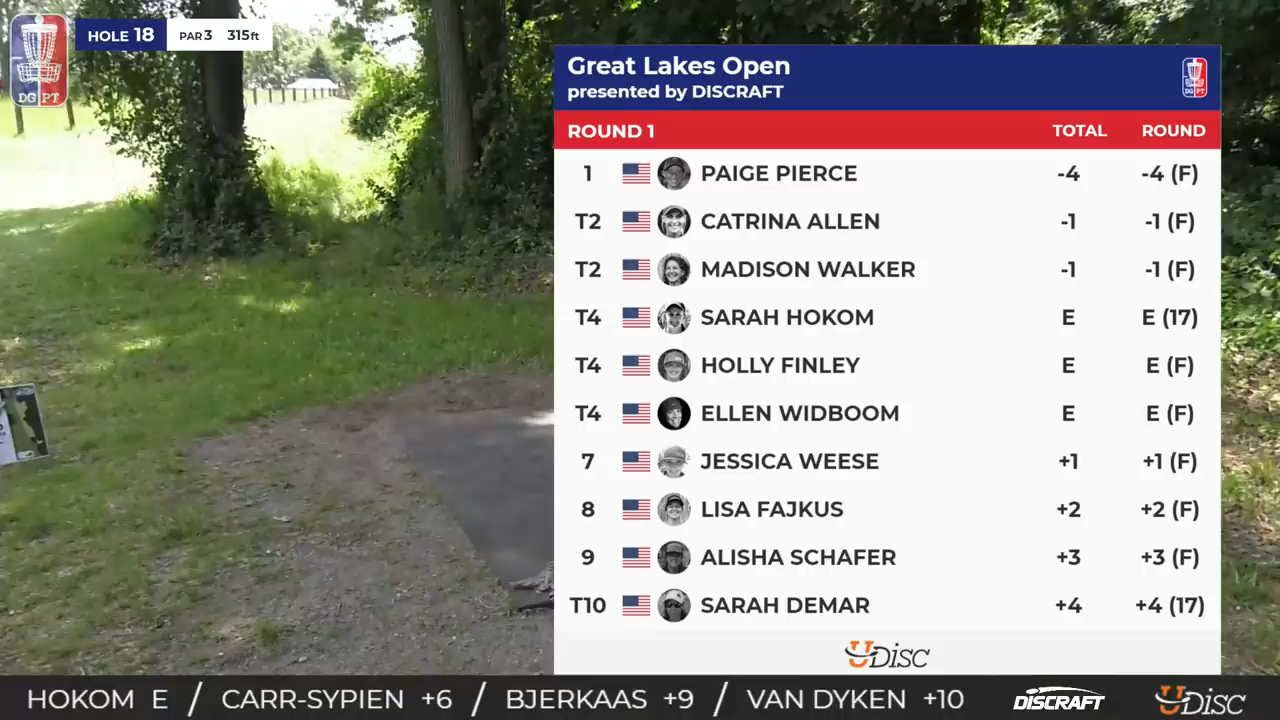 DGPT
HOLE 18
PAR 3 315ft
Great Lakes Open
presented by DISCRAFT
DGPT
ROUND 1 TOTAL ROUND
1 PAIGE PIERCE -4 -4 (F)
T2 CATRINA ALLEN -1 -1 (F)
T2 MADISON WALKER -1 -1 (F)
T4 SARAH HOKOM E E (17)
T4 HOLLY FINLEY E E (F)
T4 ELLEN WIDBOOM E E (F)
7 JESSICA WEESE +1 +1 (F)
8 LISA FAJKUS +2 +2 (F)
9 ALISHA SCHAFER +3 +3 (F)
T10 SARAH DEMAR +4 +4 (17)
UDisc
HOKOM E / CARR-SYPIEN +6 / BJERKAAS +9 / VAN DYKEN +10 DISCRAFT UDisc